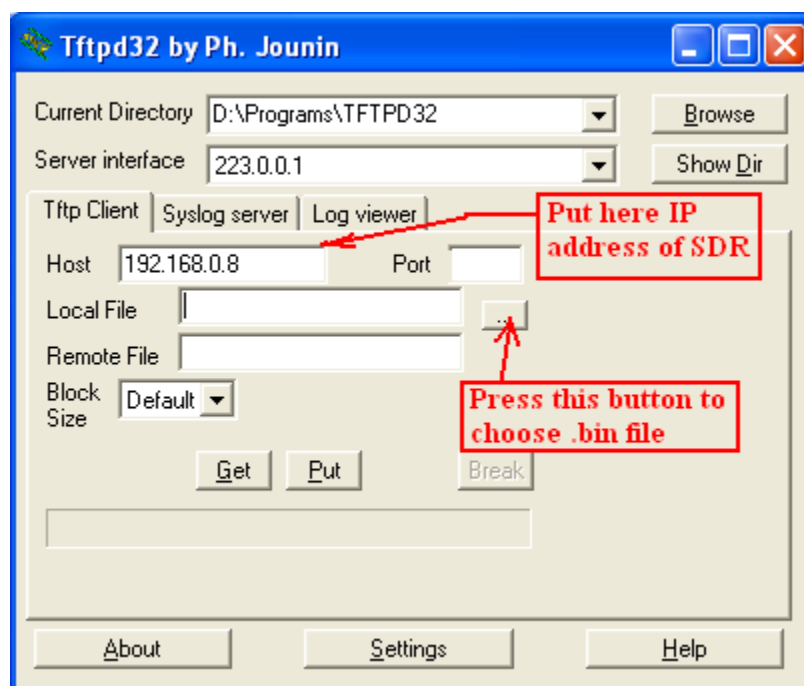 Tftpd32 by Ph. Jounin
Current Directory D:\Programs\TFTPD32 Browse
Server interface 223.0.0.1 Show Dir
Tftp Client Syslog server Log viewer
Put here IP
address of SDR
Host 192.168.0.8 Port
Local File ...
Remote File
Block
Size Default
Press this button to
choose .bin file
Get Put Break
About Settings Help